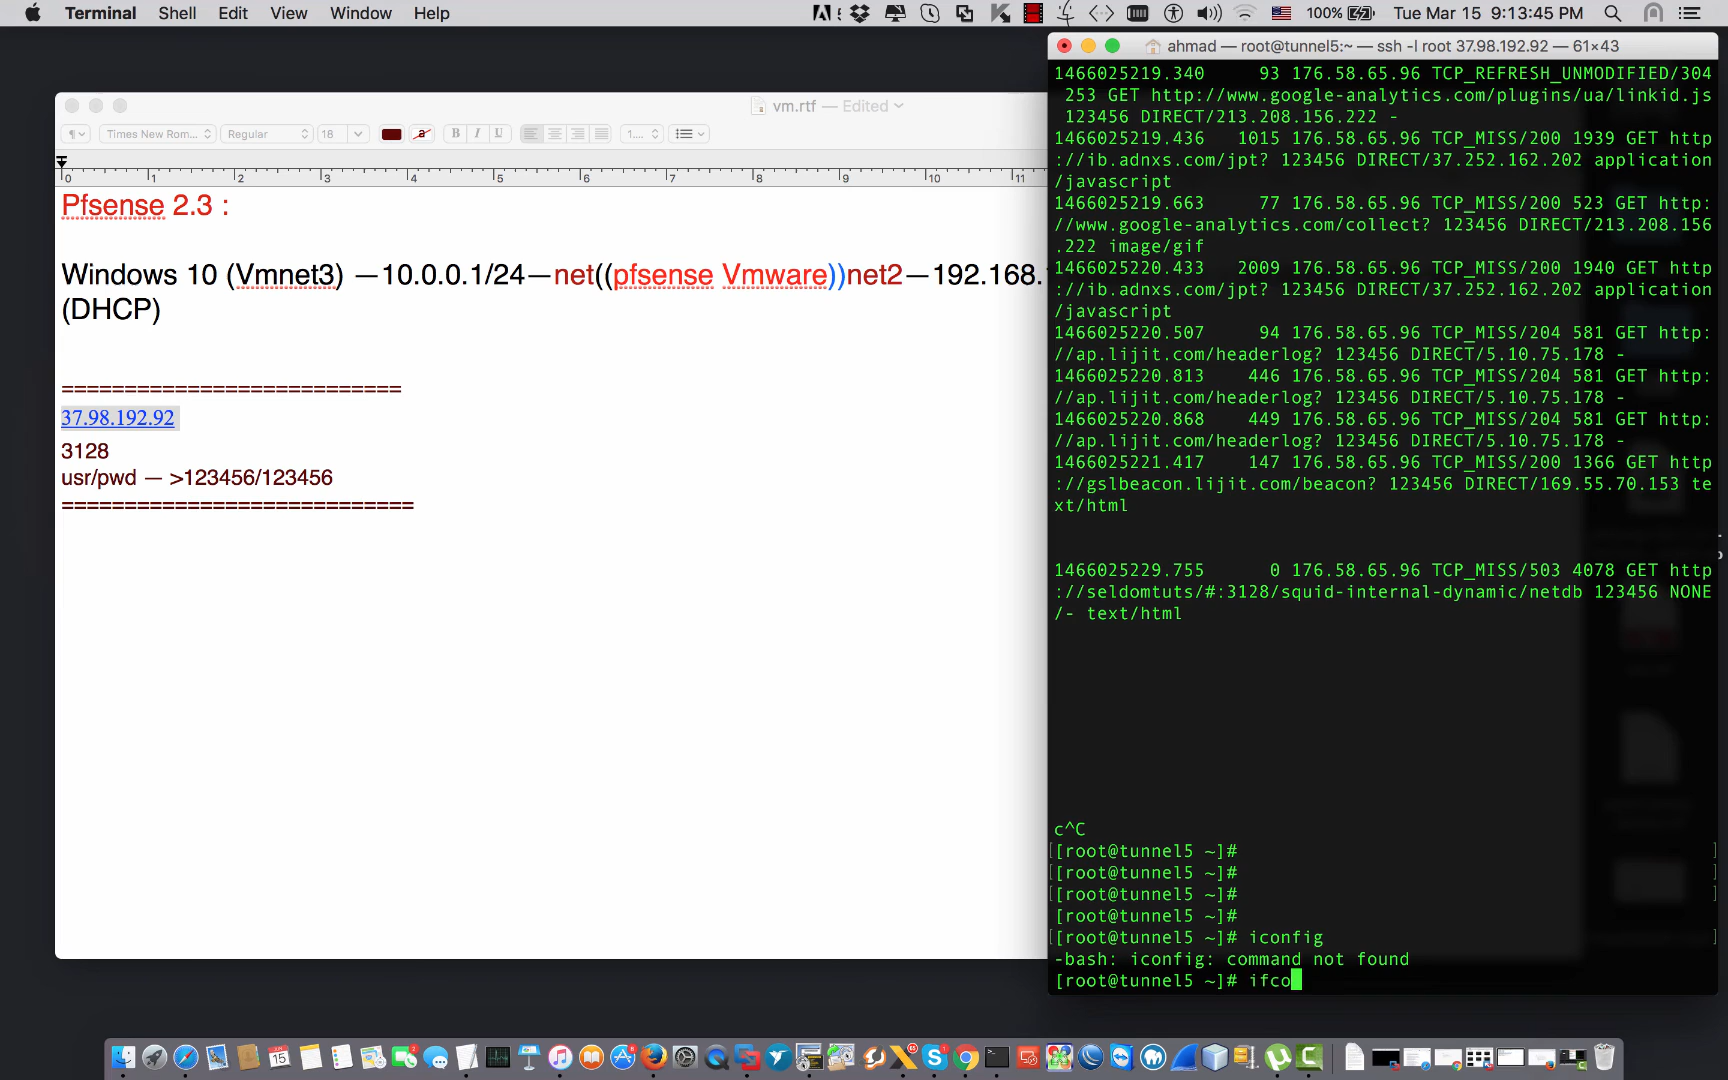 Terminal Shell Edit View Window Help
100% Tue Mar 15 9:13:45 PM
vm.rtf — Edited
Times New Rom... Regular 18 B I U 1...
0 1 2 3 4 5 6 7 8 9 10 11
Pfsense 2.3 :
Windows 10 (Vmnet3) —10.0.0.1/24—net((pfsense Vmware))net2—192.168.
(DHCP)
===========================
37.98.192.92
3128
usr/pwd — >123456/123456
============================
ahmad — root@tunnel5:~ — ssh -l root 37.98.192.92 — 61×43
1466025219.340     93 176.58.65.96 TCP_REFRESH_UNMODIFIED/304
 253 GET http://www.google-analytics.com/plugins/ua/linkid.js
 123456 DIRECT/213.208.156.222 -
1466025219.436   1015 176.58.65.96 TCP_MISS/200 1939 GET http
://ib.adnxs.com/jpt? 123456 DIRECT/37.252.162.202 application
/javascript
1466025219.663     77 176.58.65.96 TCP_MISS/200 523 GET http:
//www.google-analytics.com/collect? 123456 DIRECT/213.208.156
.222 image/gif
1466025220.433   2009 176.58.65.96 TCP_MISS/200 1940 GET http
://ib.adnxs.com/jpt? 123456 DIRECT/37.252.162.202 application
/javascript
1466025220.507     94 176.58.65.96 TCP_MISS/204 581 GET http:
//ap.lijit.com/headerlog? 123456 DIRECT/5.10.75.178 -
1466025220.813    446 176.58.65.96 TCP_MISS/204 581 GET http:
//ap.lijit.com/headerlog? 123456 DIRECT/5.10.75.178 -
1466025220.868    449 176.58.65.96 TCP_MISS/204 581 GET http:
//ap.lijit.com/headerlog? 123456 DIRECT/5.10.75.178 -
1466025221.417    147 176.58.65.96 TCP_MISS/200 1366 GET http
://gslbeacon.lijit.com/beacon? 123456 DIRECT/169.55.70.153 te
xt/html
1466025229.755      0 176.58.65.96 TCP_MISS/503 4078 GET http
://seldomtuts/#:3128/squid-internal-dynamic/netdb 123456 NONE
/- text/html
c^C
[[root@tunnel5 ~]# ]
[[root@tunnel5 ~]# ]
[[root@tunnel5 ~]# ]
[root@tunnel5 ~]#
[[root@tunnel5 ~]# iconfig ]
-bash: iconfig: command not found
[root@tunnel5 ~]# ifco